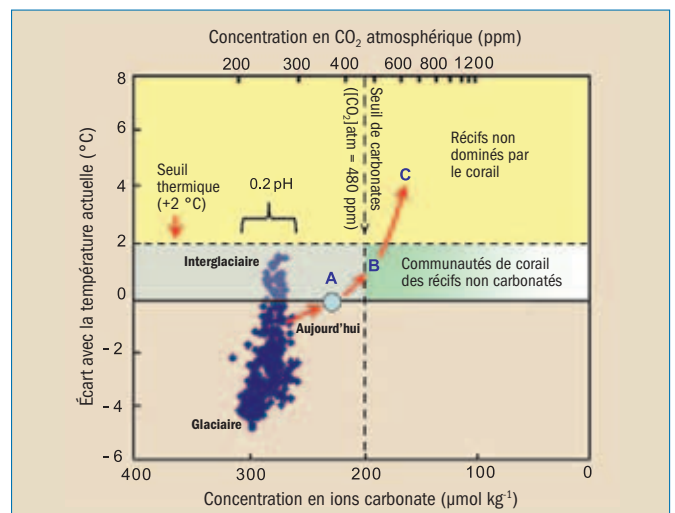 Concentration en CO₂ atmosphérique (ppm)
200 300 400 600 800 1200
8
6
4
2
0
- 2
- 4
- 6
Écart avec la température actuelle (°C)
Seuil
thermique
(+2 °C)
0.2 pH
Seuil de carbonates
([CO₂]atm = 480 ppm)
Récifs non
dominés par
le corail
C
Interglaciaire
A
B
Communautés de corail
des récifs non carbonatés
Aujourd'hui
Glaciaire
400 300 200 100 0
Concentration en ions carbonate (µmol kg⁻¹)